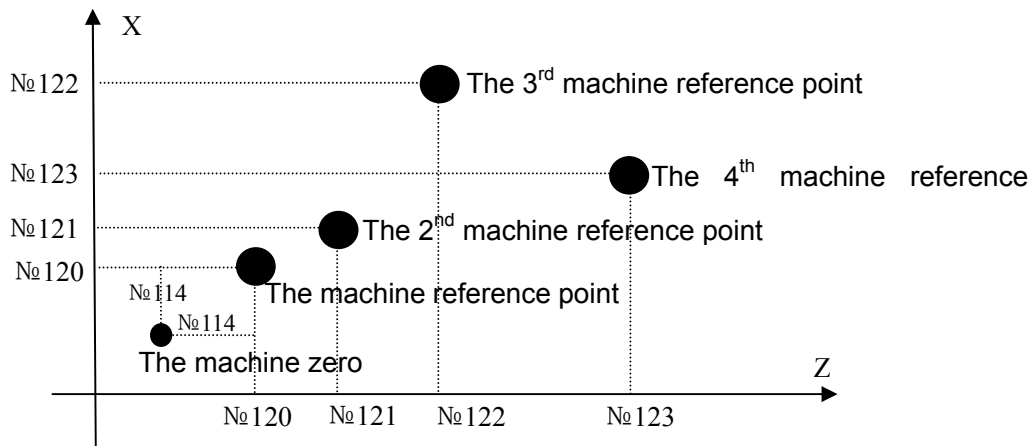 X
№122
The 3rd machine reference point
№123
The 4th machine reference
№121
The 2nd machine reference point
№120
№114
The machine reference point
№114
The machine zero
Z
№120
№121
№122
№123